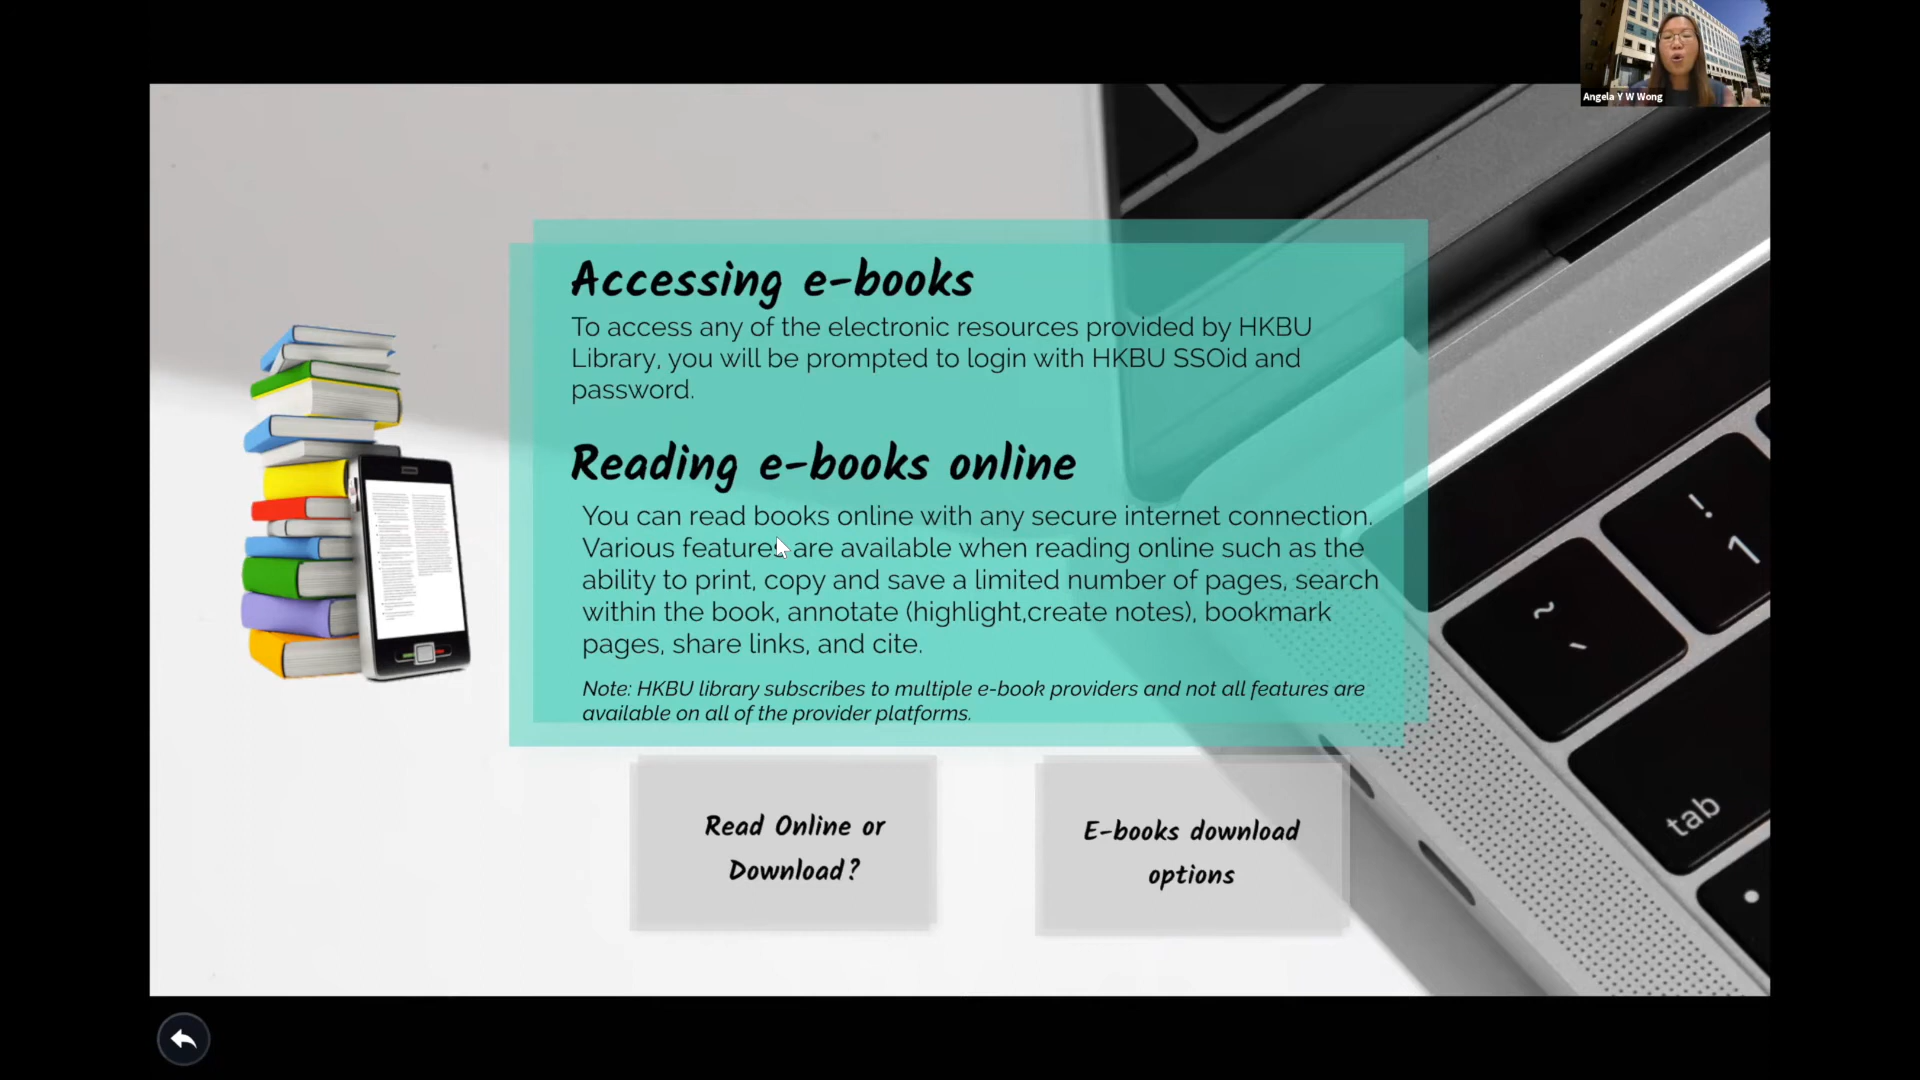 Angela Y W Wong
Accessing e-books
To access any of the electronic resources provided by HKBU
Library, you will be prompted to login with HKBU SSOid and
password.
Reading e-books online
You can read books online with any secure internet connection.
Various features are available when reading online such as the
ability to print, copy and save a limited number of pages, search
within the book, annotate (highlight,create notes), bookmark
pages, share links, and cite.
Note: HKBU library subscribes to multiple e-book providers and not all features are
available on all of the provider platforms.
Read Online or
Download?
E-books download
options
!
1
~
`
tab